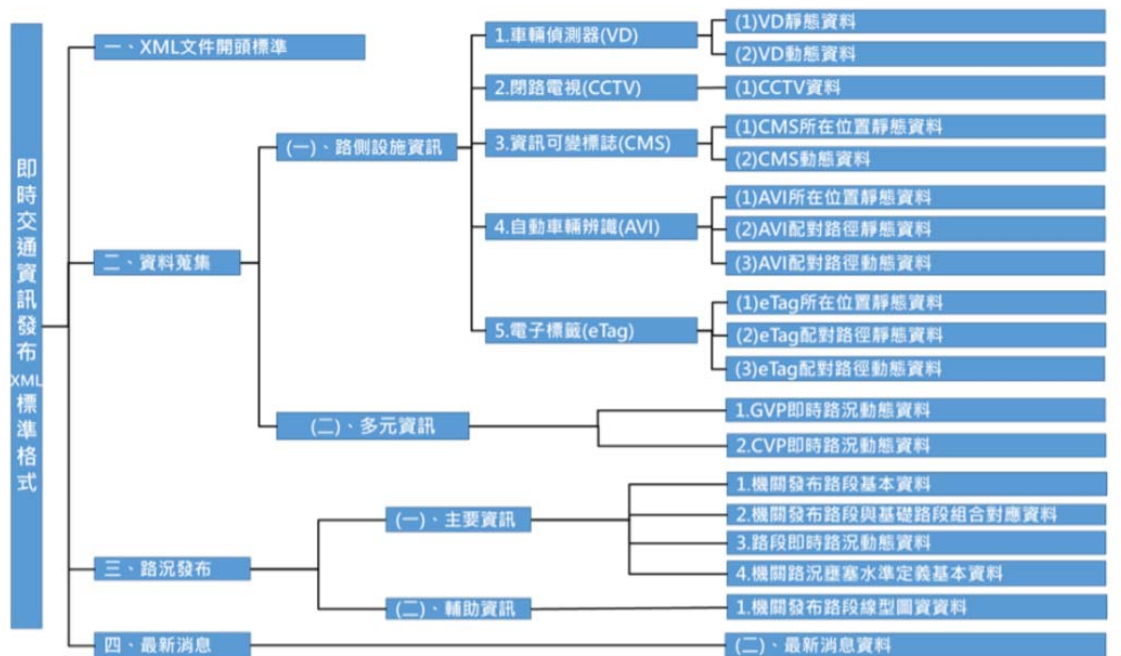 即時交通資訊發布XML標準格式
一、XML文件開頭標準
二、資料蒐集
(一)、路側設施資訊
1.車輛偵測器(VD)
(1)VD靜態資料
(2)VD動態資料
2.閉路電視(CCTV)
(1)CCTV資料
3.資訊可變標誌(CMS)
(1)CMS所在位置靜態資料
(2)CMS動態資料
4.自動車輛辨識(AVI)
(1)AVI所在位置靜態資料
(2)AVI配對路徑靜態資料
(3)AVI配對路徑動態資料
5.電子標籤(eTag)
(1)eTag所在位置靜態資料
(2)eTag配對路徑靜態資料
(3)eTag配對路徑動態資料
(二)、多元資訊
1.GVP即時路況動態資料
2.CVP即時路況動態資料
三、路況發布
(一)、主要資訊
1.機關發布路段基本資料
2.機關發布路段與基礎路段組合對應資料
3.路段即時路況動態資料
4.機關路況壅塞水準定義基本資料
(二)、輔助資訊
1.機關發布路段線型圖資資料
四、最新消息
(二)、最新消息資料